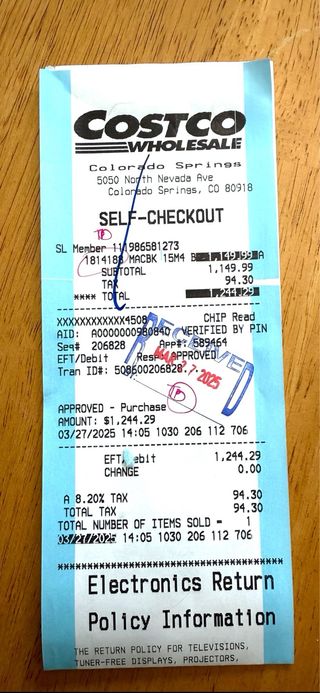 COSTCO
WHOLESALE
Colorado Springs
5050 North Nevada Ave
Colorado Springs, CO 80918
SELF-CHECKOUT
SL Member 111986581273
1814188 MACBK 15M4 1,149.99 A
SUBTOTAL 1,149.99
TAX 94.30
**** TOTAL 1,244.29
XXXXXXXXXXXX4508 CHIP Read
AID: A0000000980840 VERIFIED BY PIN
Seq# 206828 App#: 589464
EFT/Debit Resp: APPROVED
Tran ID#: 508600206828
RECEIVED
MAR 27 2025
APPROVED - Purchase
AMOUNT: $1,244.29
03/27/2025 14:05 1030 206 112 706
EFT/Debit 1,244.29
CHANGE 0.00
A 8.20% TAX 94.30
TOTAL TAX 94.30
TOTAL NUMBER OF ITEMS SOLD = 1
03/27/2025 14:05 1030 206 112 706
****************************************
Electronics Return
Policy Information
THE RETURN POLICY FOR TELEVISIONS,
TUNER-FREE DISPLAYS, PROJECTORS,